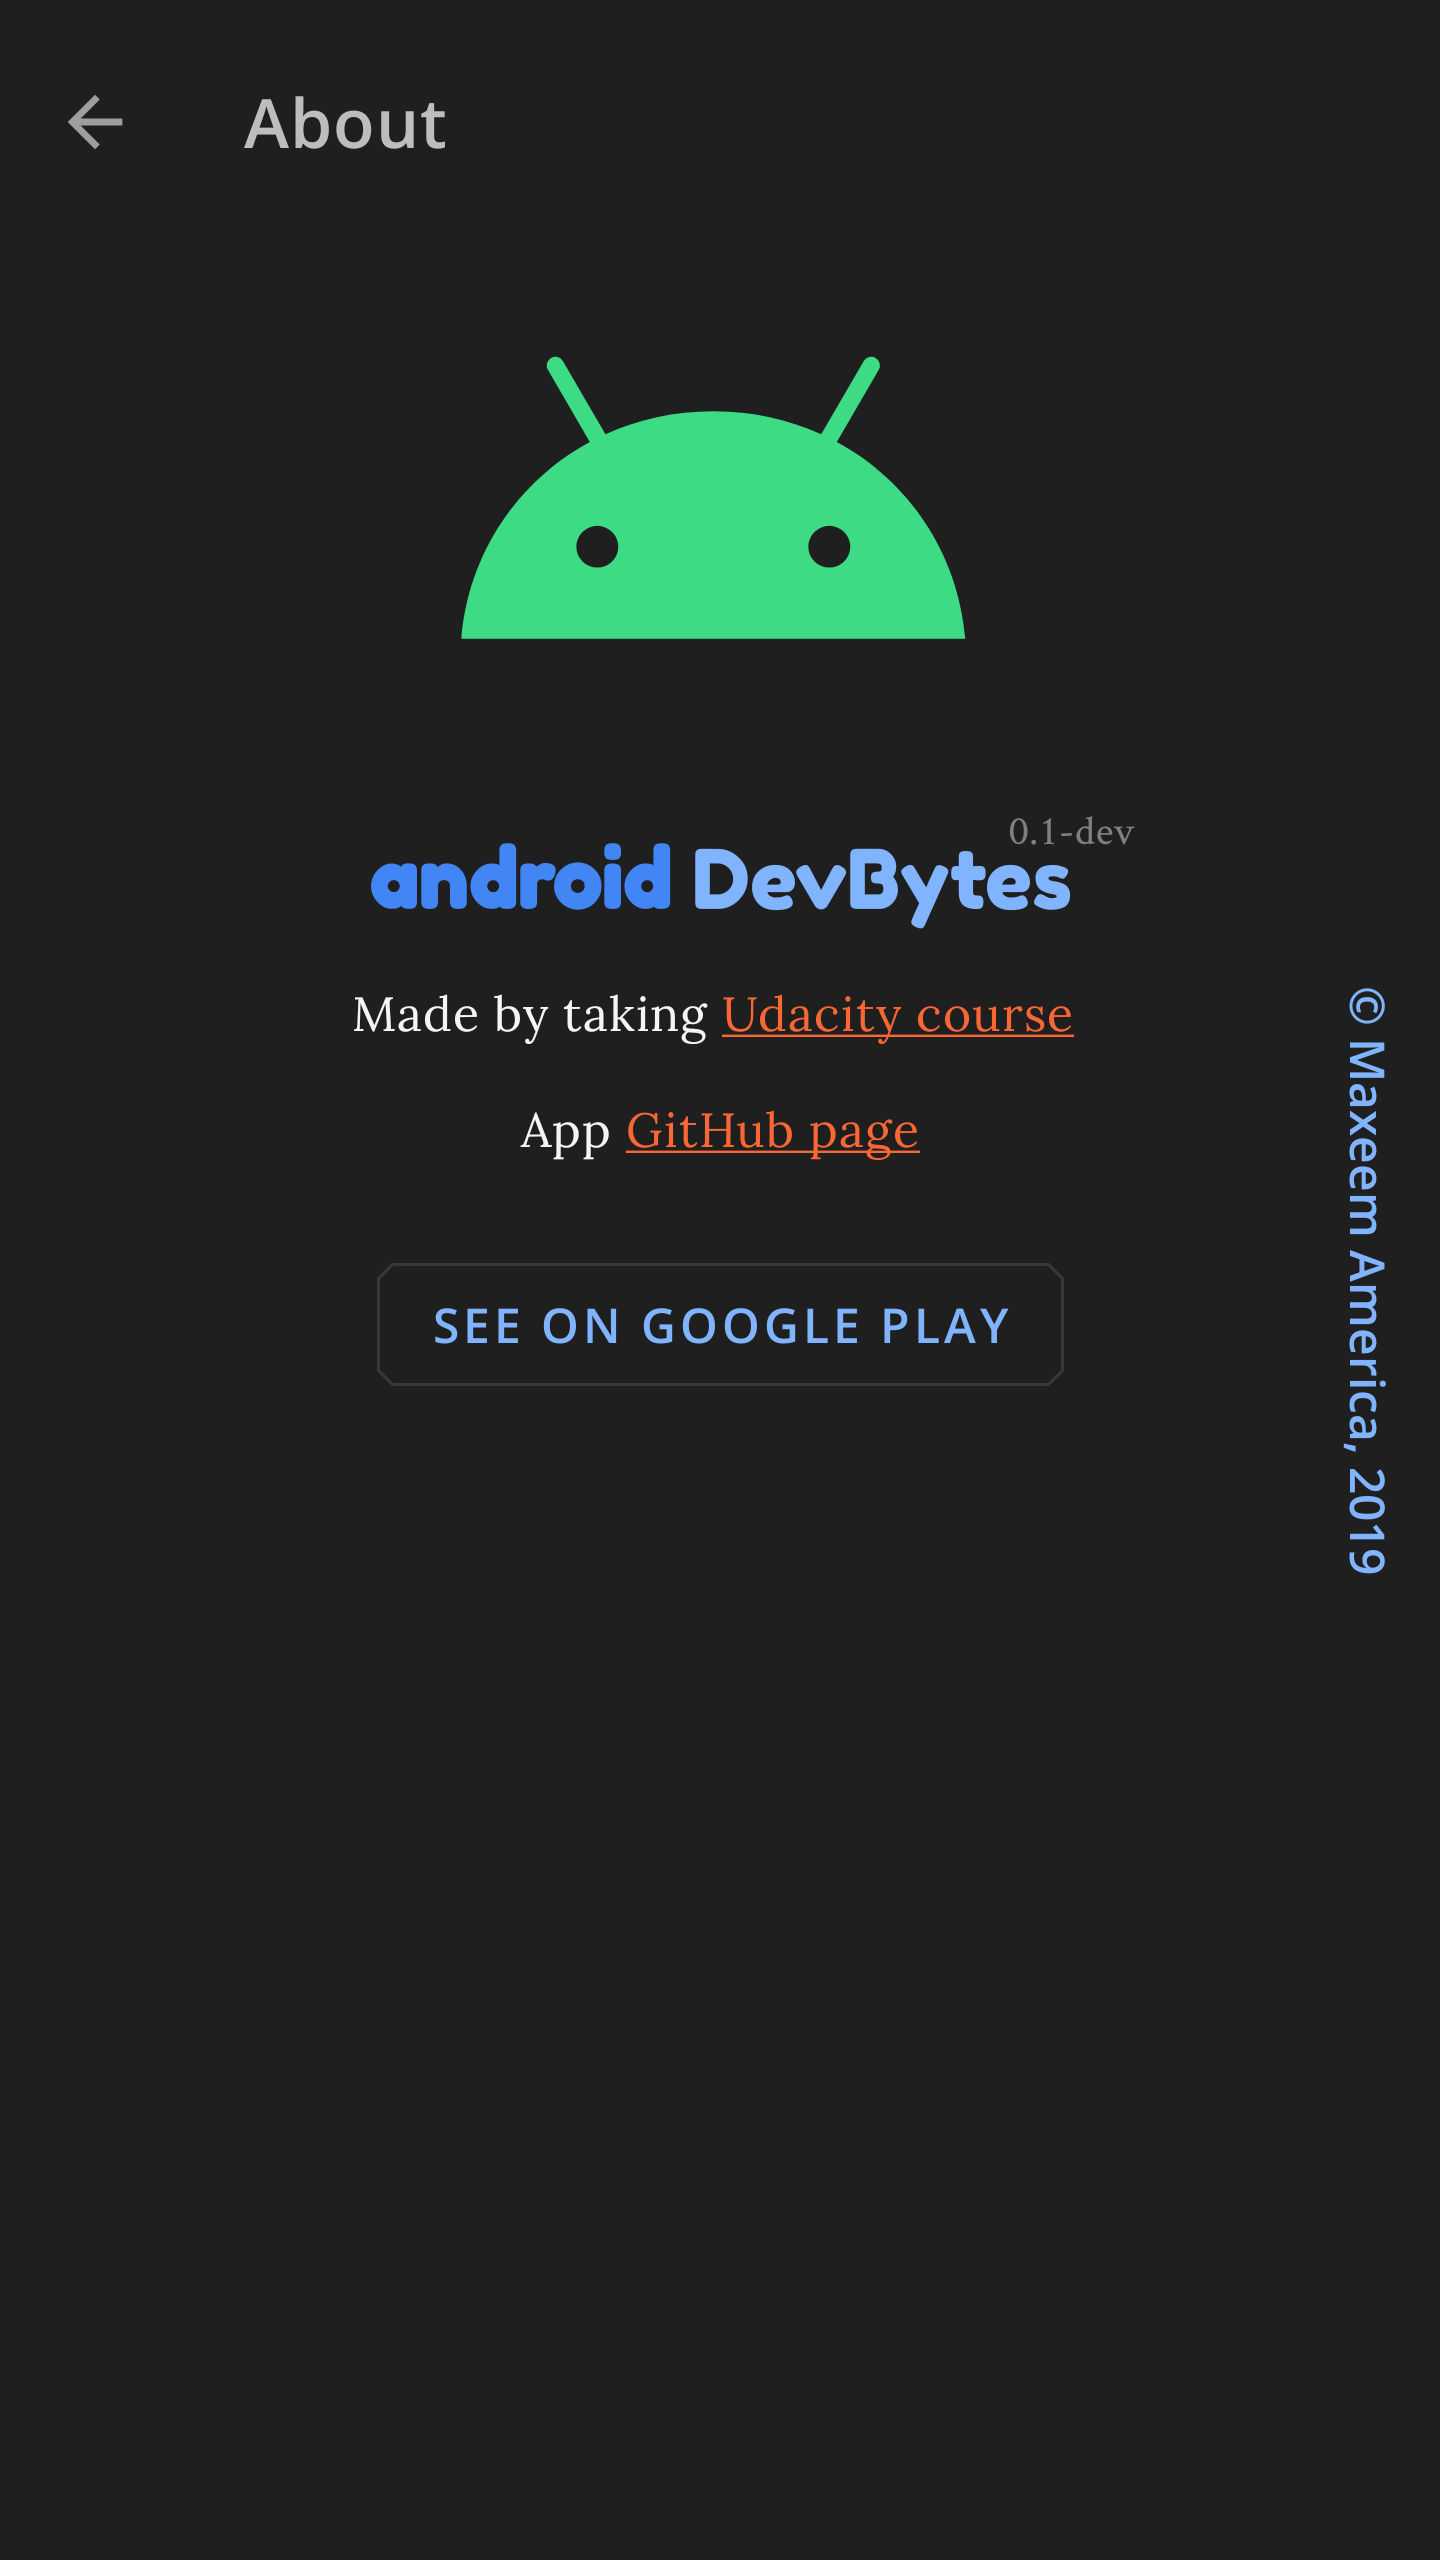 About
0.1-dev
android DevBytes
Made by taking Udacity course
App GitHub page
SEE ON GOOGLE PLAY
© Maxeem America, 2019